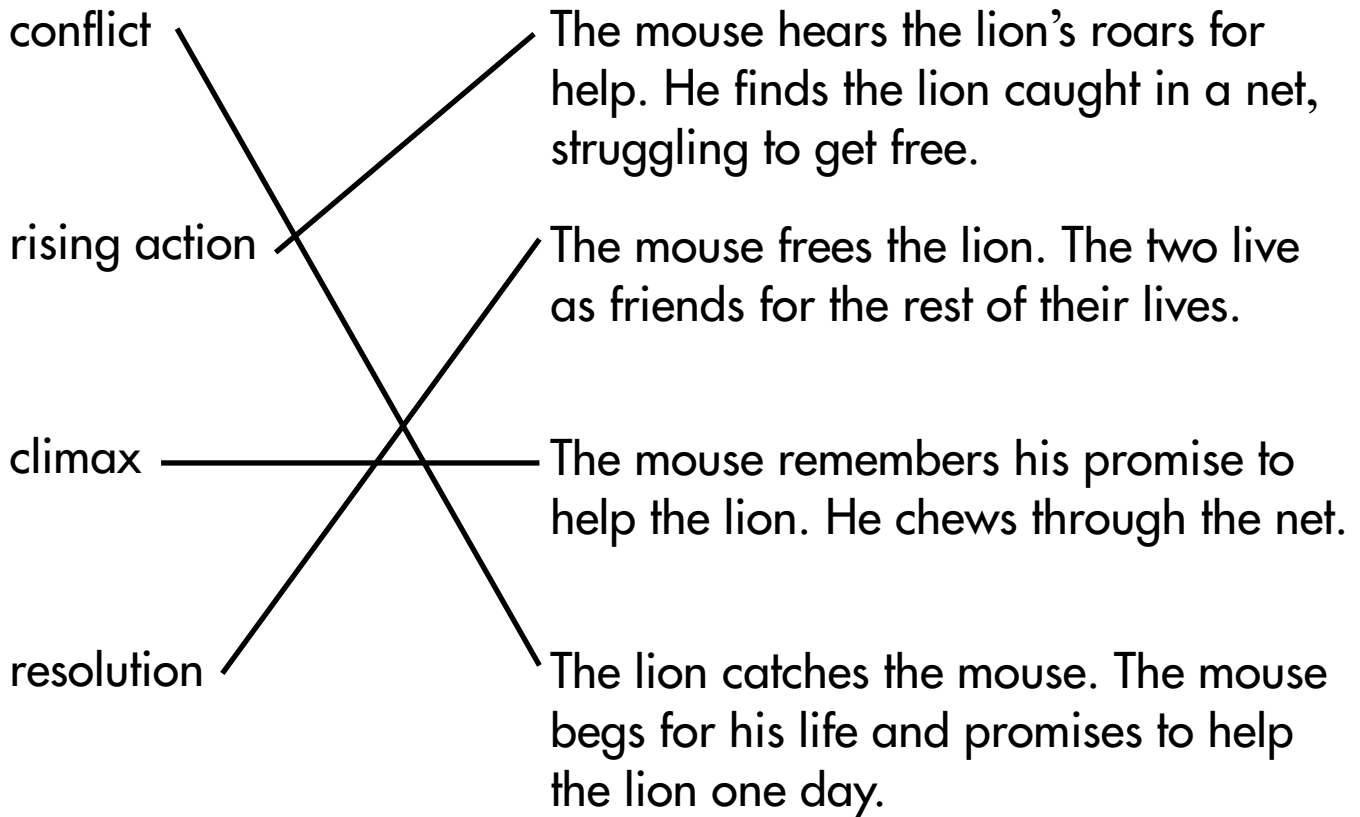 conflict
The mouse hears the lion’s roars for
help. He finds the lion caught in a net,
struggling to get free.
rising action
The mouse frees the lion. The two live
as friends for the rest of their lives.
climax
The mouse remembers his promise to
help the lion. He chews through the net.
resolution
The lion catches the mouse. The mouse
begs for his life and promises to help
the lion one day.